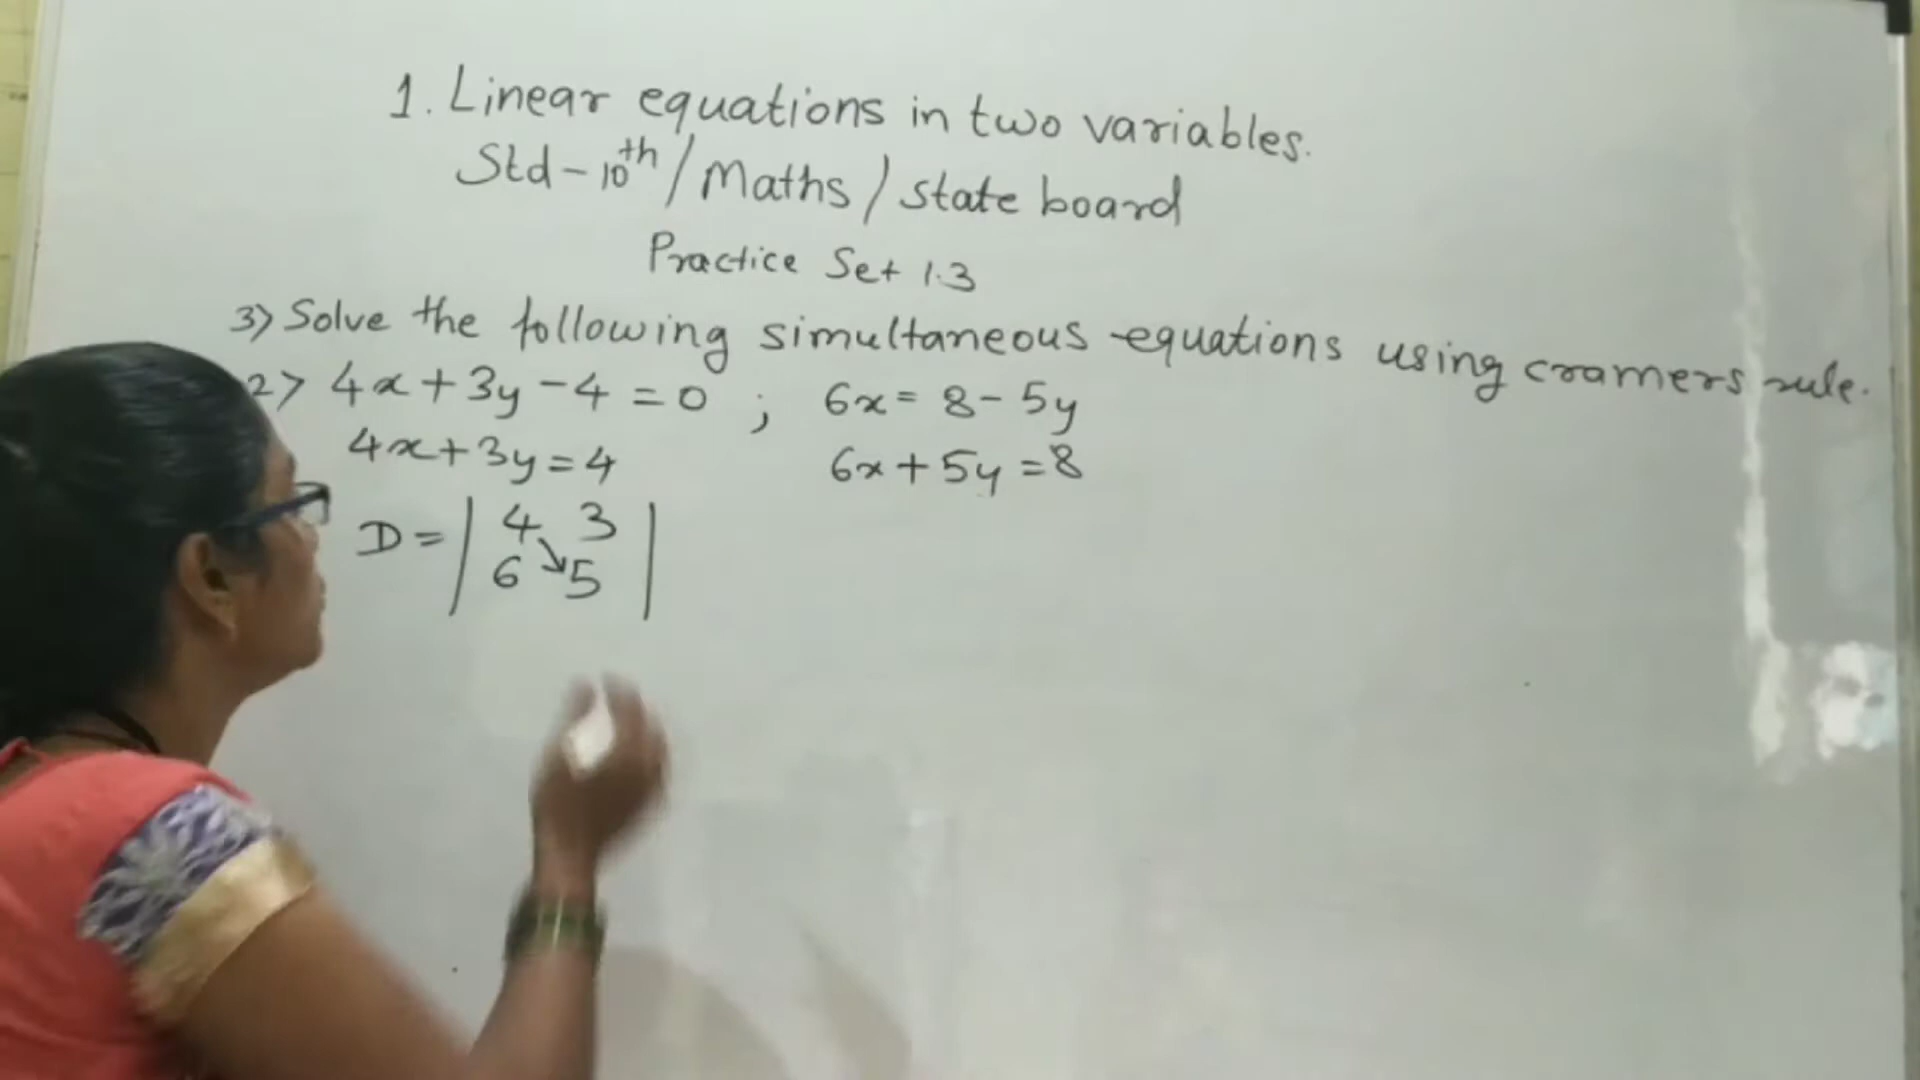 1. Linear equations in two variables.
Std-10th/Maths/State board
Practice Set 1.3
3) Solve the following simultaneous equations using cramers rule.
2> 4x+3y-4=0 ; 6x=8-5y
4x+3y=4 6x+5y=8
D=| 4 3 |
6 5